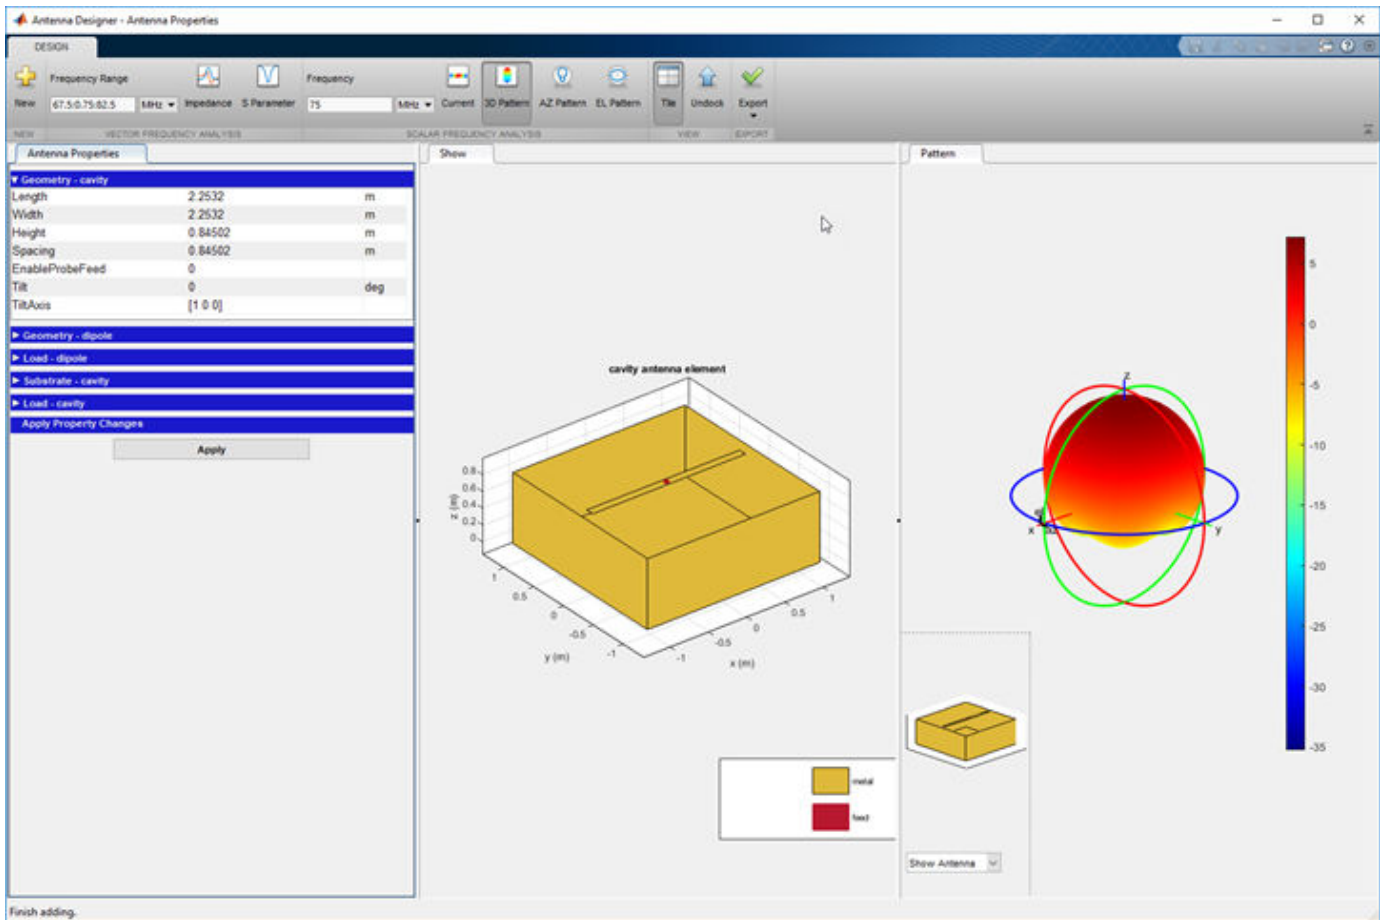 Antenna Designer - Antenna Properties
DESIGN
New
Frequency Range
67.5:0.75:82.5
MHz
Impedance
S Parameter
Frequency
75
MHz
Current
3D Pattern
AZ Pattern
EL Pattern
Tile
Undock
Export
NEW
VECTOR FREQUENCY ANALYSIS
SCALAR FREQUENCY ANALYSIS
VIEW
EXPORT
Antenna Properties
Geometry - cavity
Length 2.2532 m
Width 2.2532 m
Height 0.84502 m
Spacing 0.84502 m
EnableProbeFeed 0
Tilt 0 deg
TiltAxis [1 0 0]
Geometry - dipole
Load - dipole
Substrate - cavity
Load - cavity
Apply Property Changes
Apply
Show
cavity antenna element
0.8
0.6
0.4
0.2
0
z (m)
1
0.5
0
-0.5
-1
y (m)
-1
-0.5
0
0.5
1
x (m)
metal
feed
Pattern
z
x
y
5
0
-5
-10
-15
-20
-25
-30
-35
Show Antenna
Finish adding.